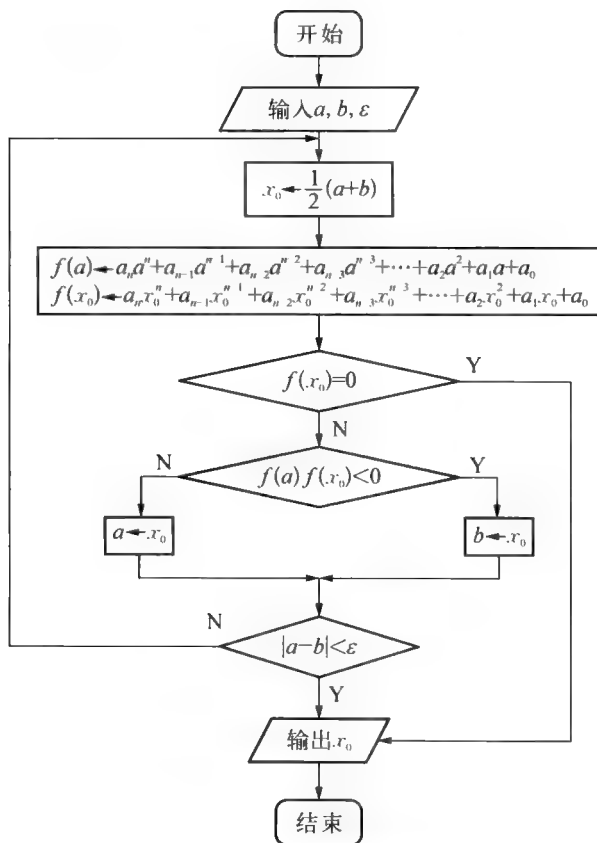 开始
输入a, b, ε
x₀←½(a+b)
f(a)←aₙaⁿ+aₙ₋₁aⁿ ¹+aₙ ₂aⁿ ²+aₙ ₃aⁿ ³+⋯+a₂a²+a₁a+a₀
f(x₀)←aₙx₀ⁿ+aₙ₋₁x₀ⁿ ¹+aₙ ₂x₀ⁿ ²+aₙ ₃x₀ⁿ ³+⋯+a₂x₀²+a₁x₀+a₀
f(x₀)=0
Y
N
N
f(a)f(x₀)<0
Y
a←x₀
b←x₀
N
|a−b|<ε
Y
输出x₀
结束